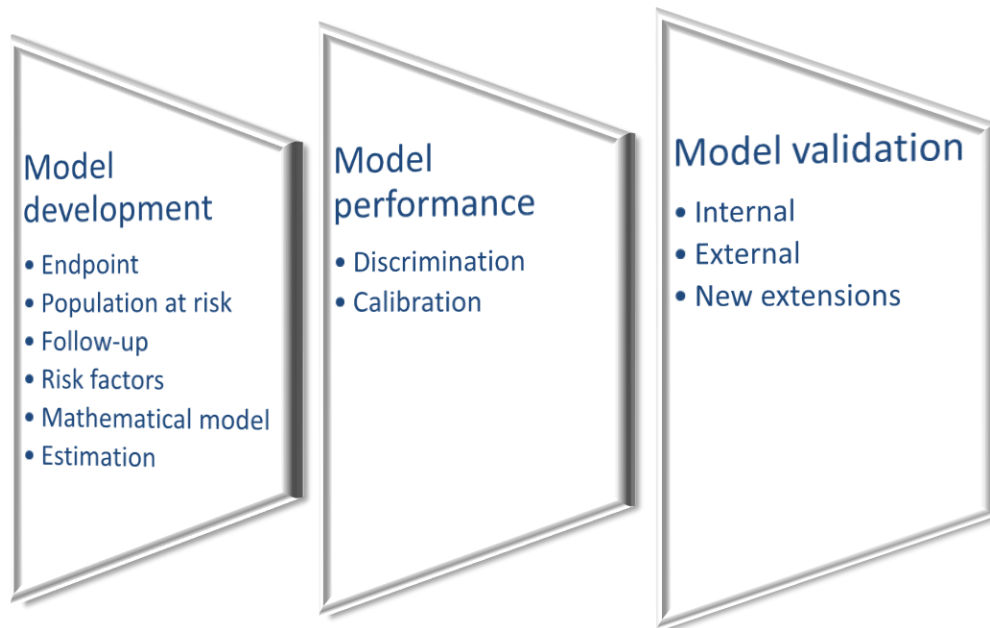 Model
development
• Endpoint
• Population at risk
• Follow-up
• Risk factors
• Mathematical model
• Estimation
Model
performance
• Discrimination
• Calibration
Model validation
• Internal
• External
• New extensions